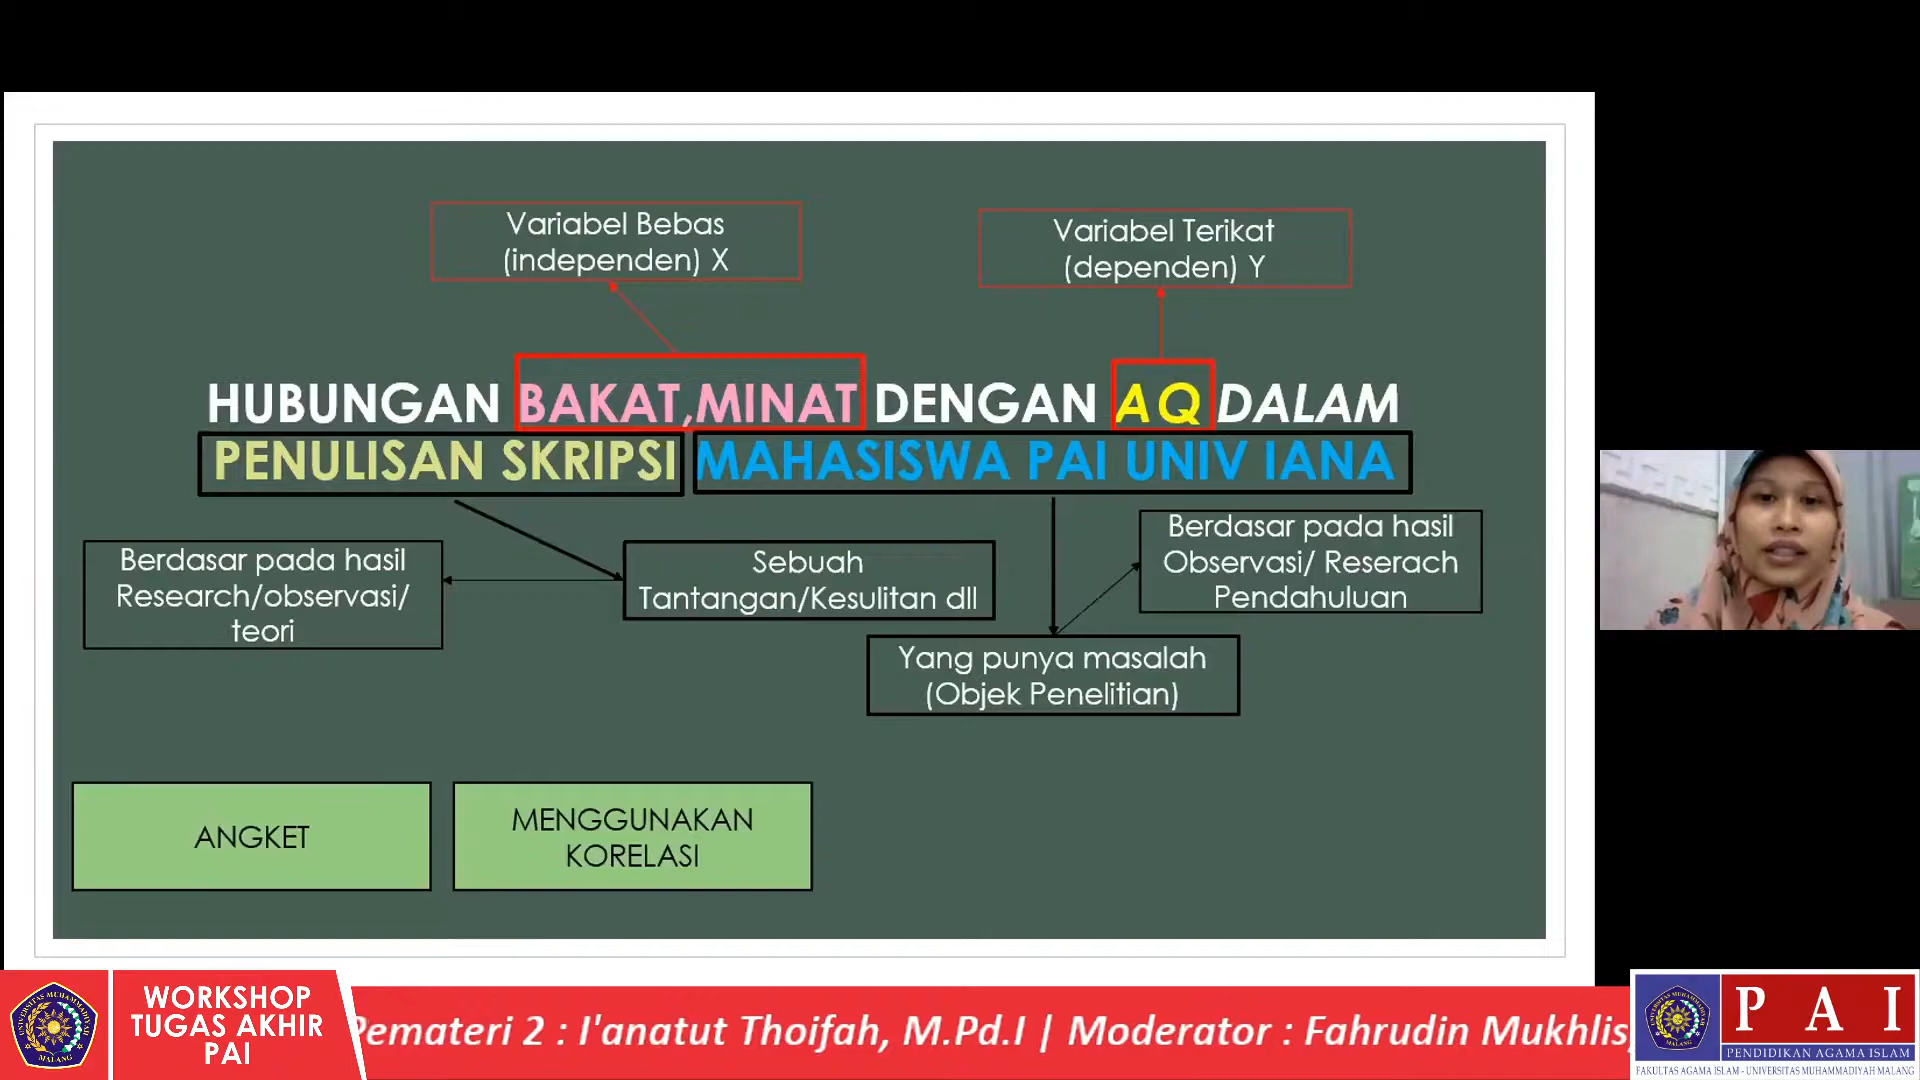 Variabel Bebas
(independen) X
Variabel Terikat
(dependen) Y
HUBUNGAN BAKAT,MINAT DENGAN AQ DALAM
PENULISAN SKRIPSI MAHASISWA PAI UNIV IANA
Berdasar pada hasil
Research/observasi/
teori
Sebuah
Tantangan/Kesulitan dll
Berdasar pada hasil
Observasi/ Reserach
Pendahuluan
Yang punya masalah
(Objek Penelitian)
ANGKET
MENGGUNAKAN
KORELASI
UNIVERSITAS MUHAMMADIYAH
MALANG
WORKSHOP
TUGAS AKHIR
PAI
Pemateri 2 : I'anatut Thoifah, M.Pd.I | Moderator : Fahrudin Mukhlis,
PAI
PENDIDIKAN AGAMA ISLAM
FAKULTAS AGAMA ISLAM - UNIVERSITAS MUHAMMADIYAH MALANG